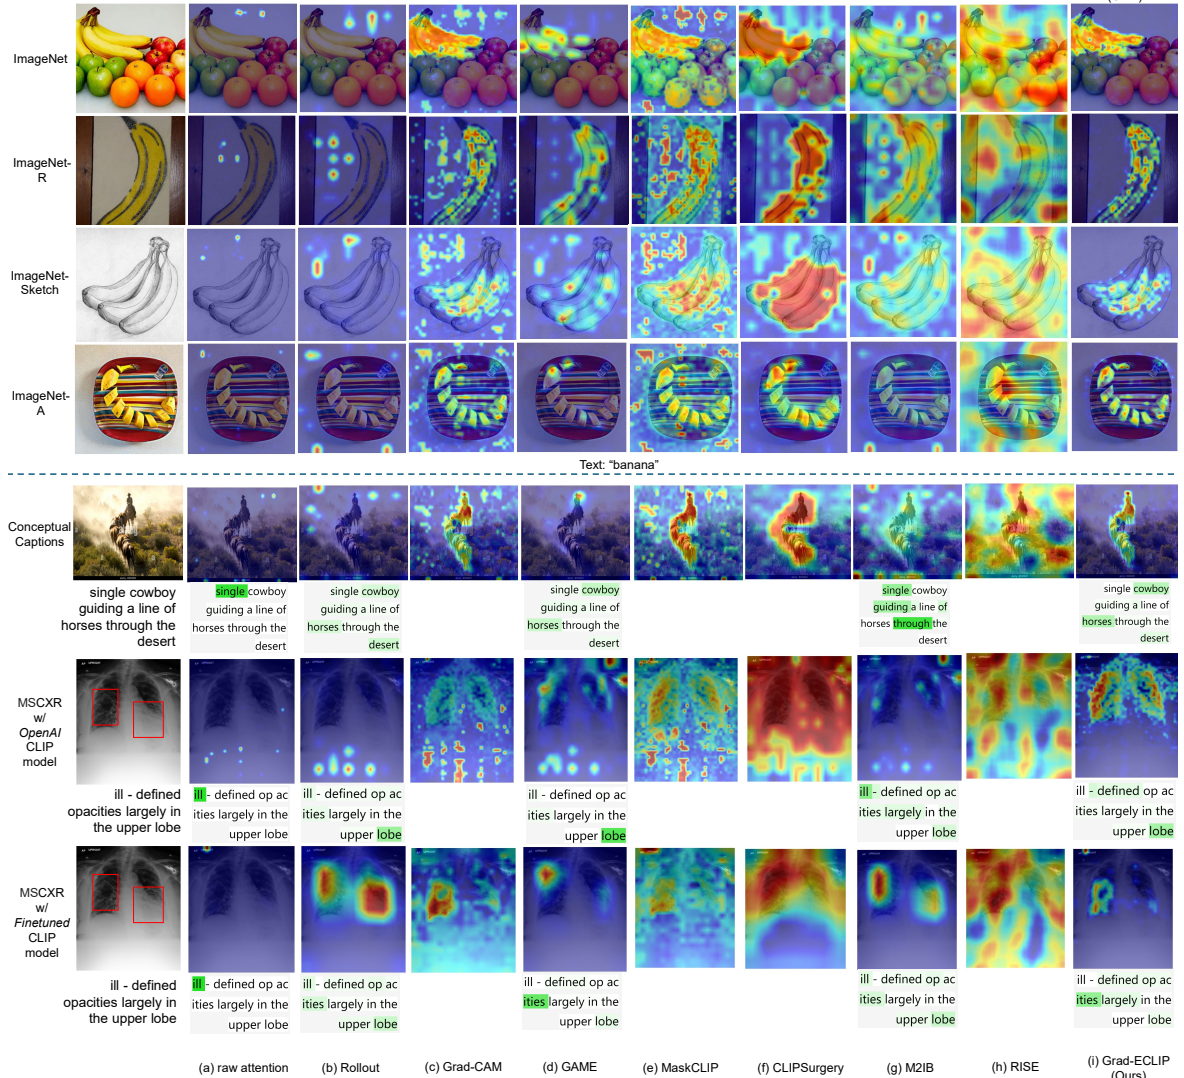 ImageNet
ImageNet-
R
ImageNet-
Sketch
ImageNet-
A
Text: “banana”
Conceptual
Captions
single cowboy
guiding a line of
horses through the
desert
single cowboy
guiding a line of
horses through the
desert
single cowboy
guiding a line of
horses through the
desert
single cowboy
guiding a line of
horses through the
desert
single cowboy
guiding a line of
horses through the
desert
single cowboy
guiding a line of
horses through the
desert
MSCXR
w/
OpenAI
CLIP
model
ill - defined
opacities largely in
the upper lobe
ill - defined op ac
ities largely in the
upper lobe
ill - defined op ac
ities largely in the
upper lobe
ill - defined op ac
ities largely in the
upper lobe
ill - defined op ac
ities largely in the
upper lobe
ill - defined op ac
ities largely in the
upper lobe
MSCXR
w/
Finetuned
CLIP
model
ill - defined
opacities largely in
the upper lobe
ill - defined op ac
ities largely in the
upper lobe
ill - defined op ac
ities largely in the
upper lobe
ill - defined op ac
ities largely in the
upper lobe
ill - defined op ac
ities largely in the
upper lobe
ill - defined op ac
ities largely in the
upper lobe
(a) raw attention
(b) Rollout
(c) Grad-CAM
(d) GAME
(e) MaskCLIP
(f) CLIPSurgery
(g) M2IB
(h) RISE
(i) Grad-ECLIP
(Ours)